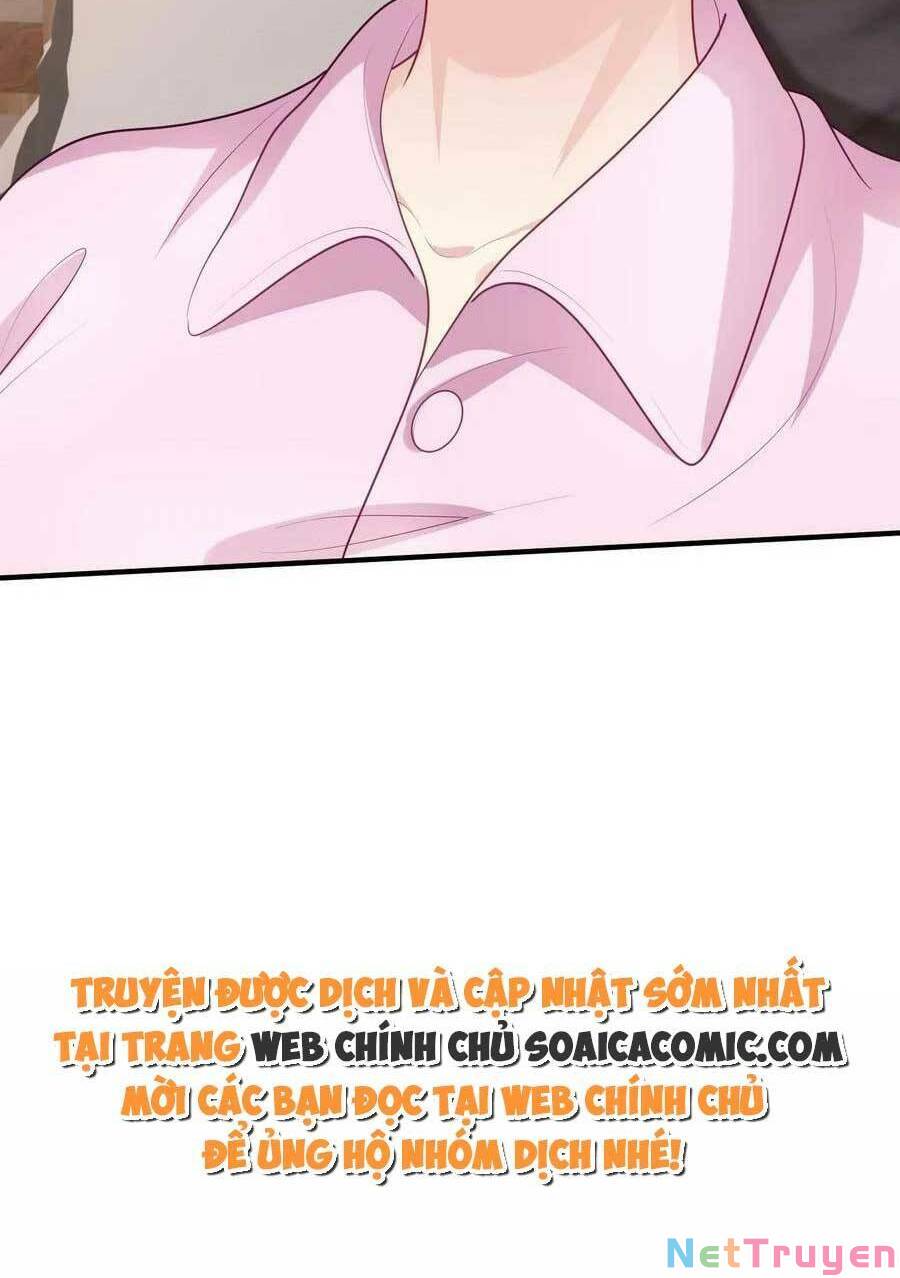 TRUYỆN ĐƯỢC DỊCH VÀ CẬP NHẬT SỚM NHẤT
TẠI TRANG WEB CHÍNH CHỦ SOAICACOMIC.COM
MỜI CÁC BẠN ĐỌC TẠI WEB CHÍNH CHỦ
ĐỂ ỦNG HỘ NHÓM DỊCH NHÉ!
NetTruyen